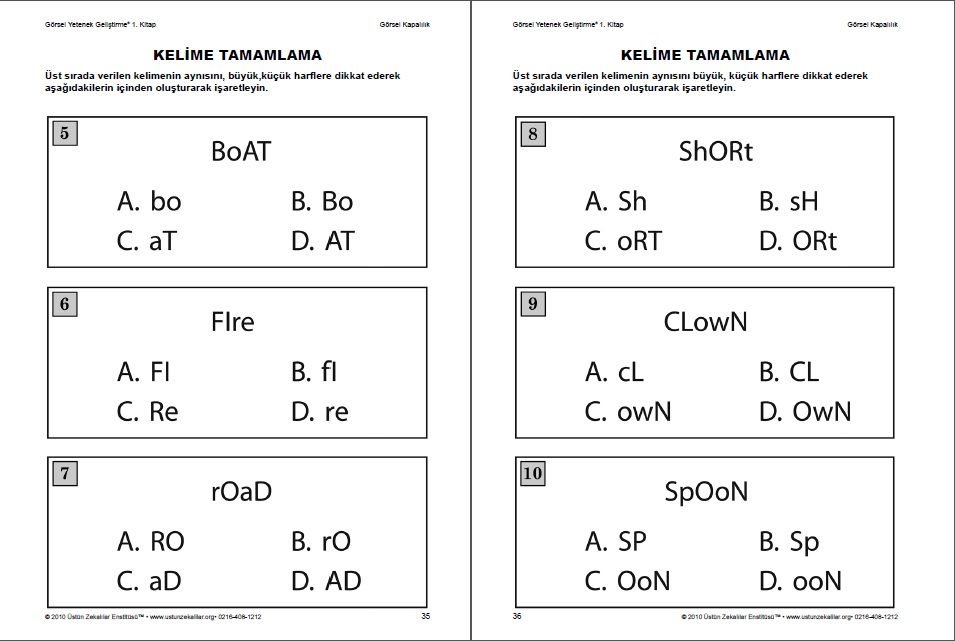 Görsel Yetenek Geliştirme® 1. Kitap
Görsel Kapalılık
KELİME TAMAMLAMA
Üst sırada verilen kelimenin aynısını, büyük,küçük harflere dikkat ederek
aşağıdakilerin içinden oluşturarak işaretleyin.
5
BoAT
A. bo B. Bo
C. aT D. AT
6
FIre
A. FI B. fI
C. Re D. re
7
rOaD
A. RO B. rO
C. aD D. AD
© 2010 Üstün Zekalılar Enstitüsü™ • www.ustunzekalilar.org• 0216-408-1212
35
Görsel Yetenek Geliştirme® 1. Kitap
Görsel Kapalılık
KELİME TAMAMLAMA
Üst sırada verilen kelimenin aynısını büyük, küçük harflere dikkat ederek
aşağıdakilerin içinden oluşturarak işaretleyin.
8
ShORt
A. Sh B. sH
C. oRT D. ORt
9
CLowN
A. cL B. CL
C. owN D. OwN
10
SpOoN
A. SP B. Sp
C. OoN D. ooN
36
© 2010 Üstün Zekalılar Enstitüsü™ • www.ustunzekalilar.org• 0216-408-1212